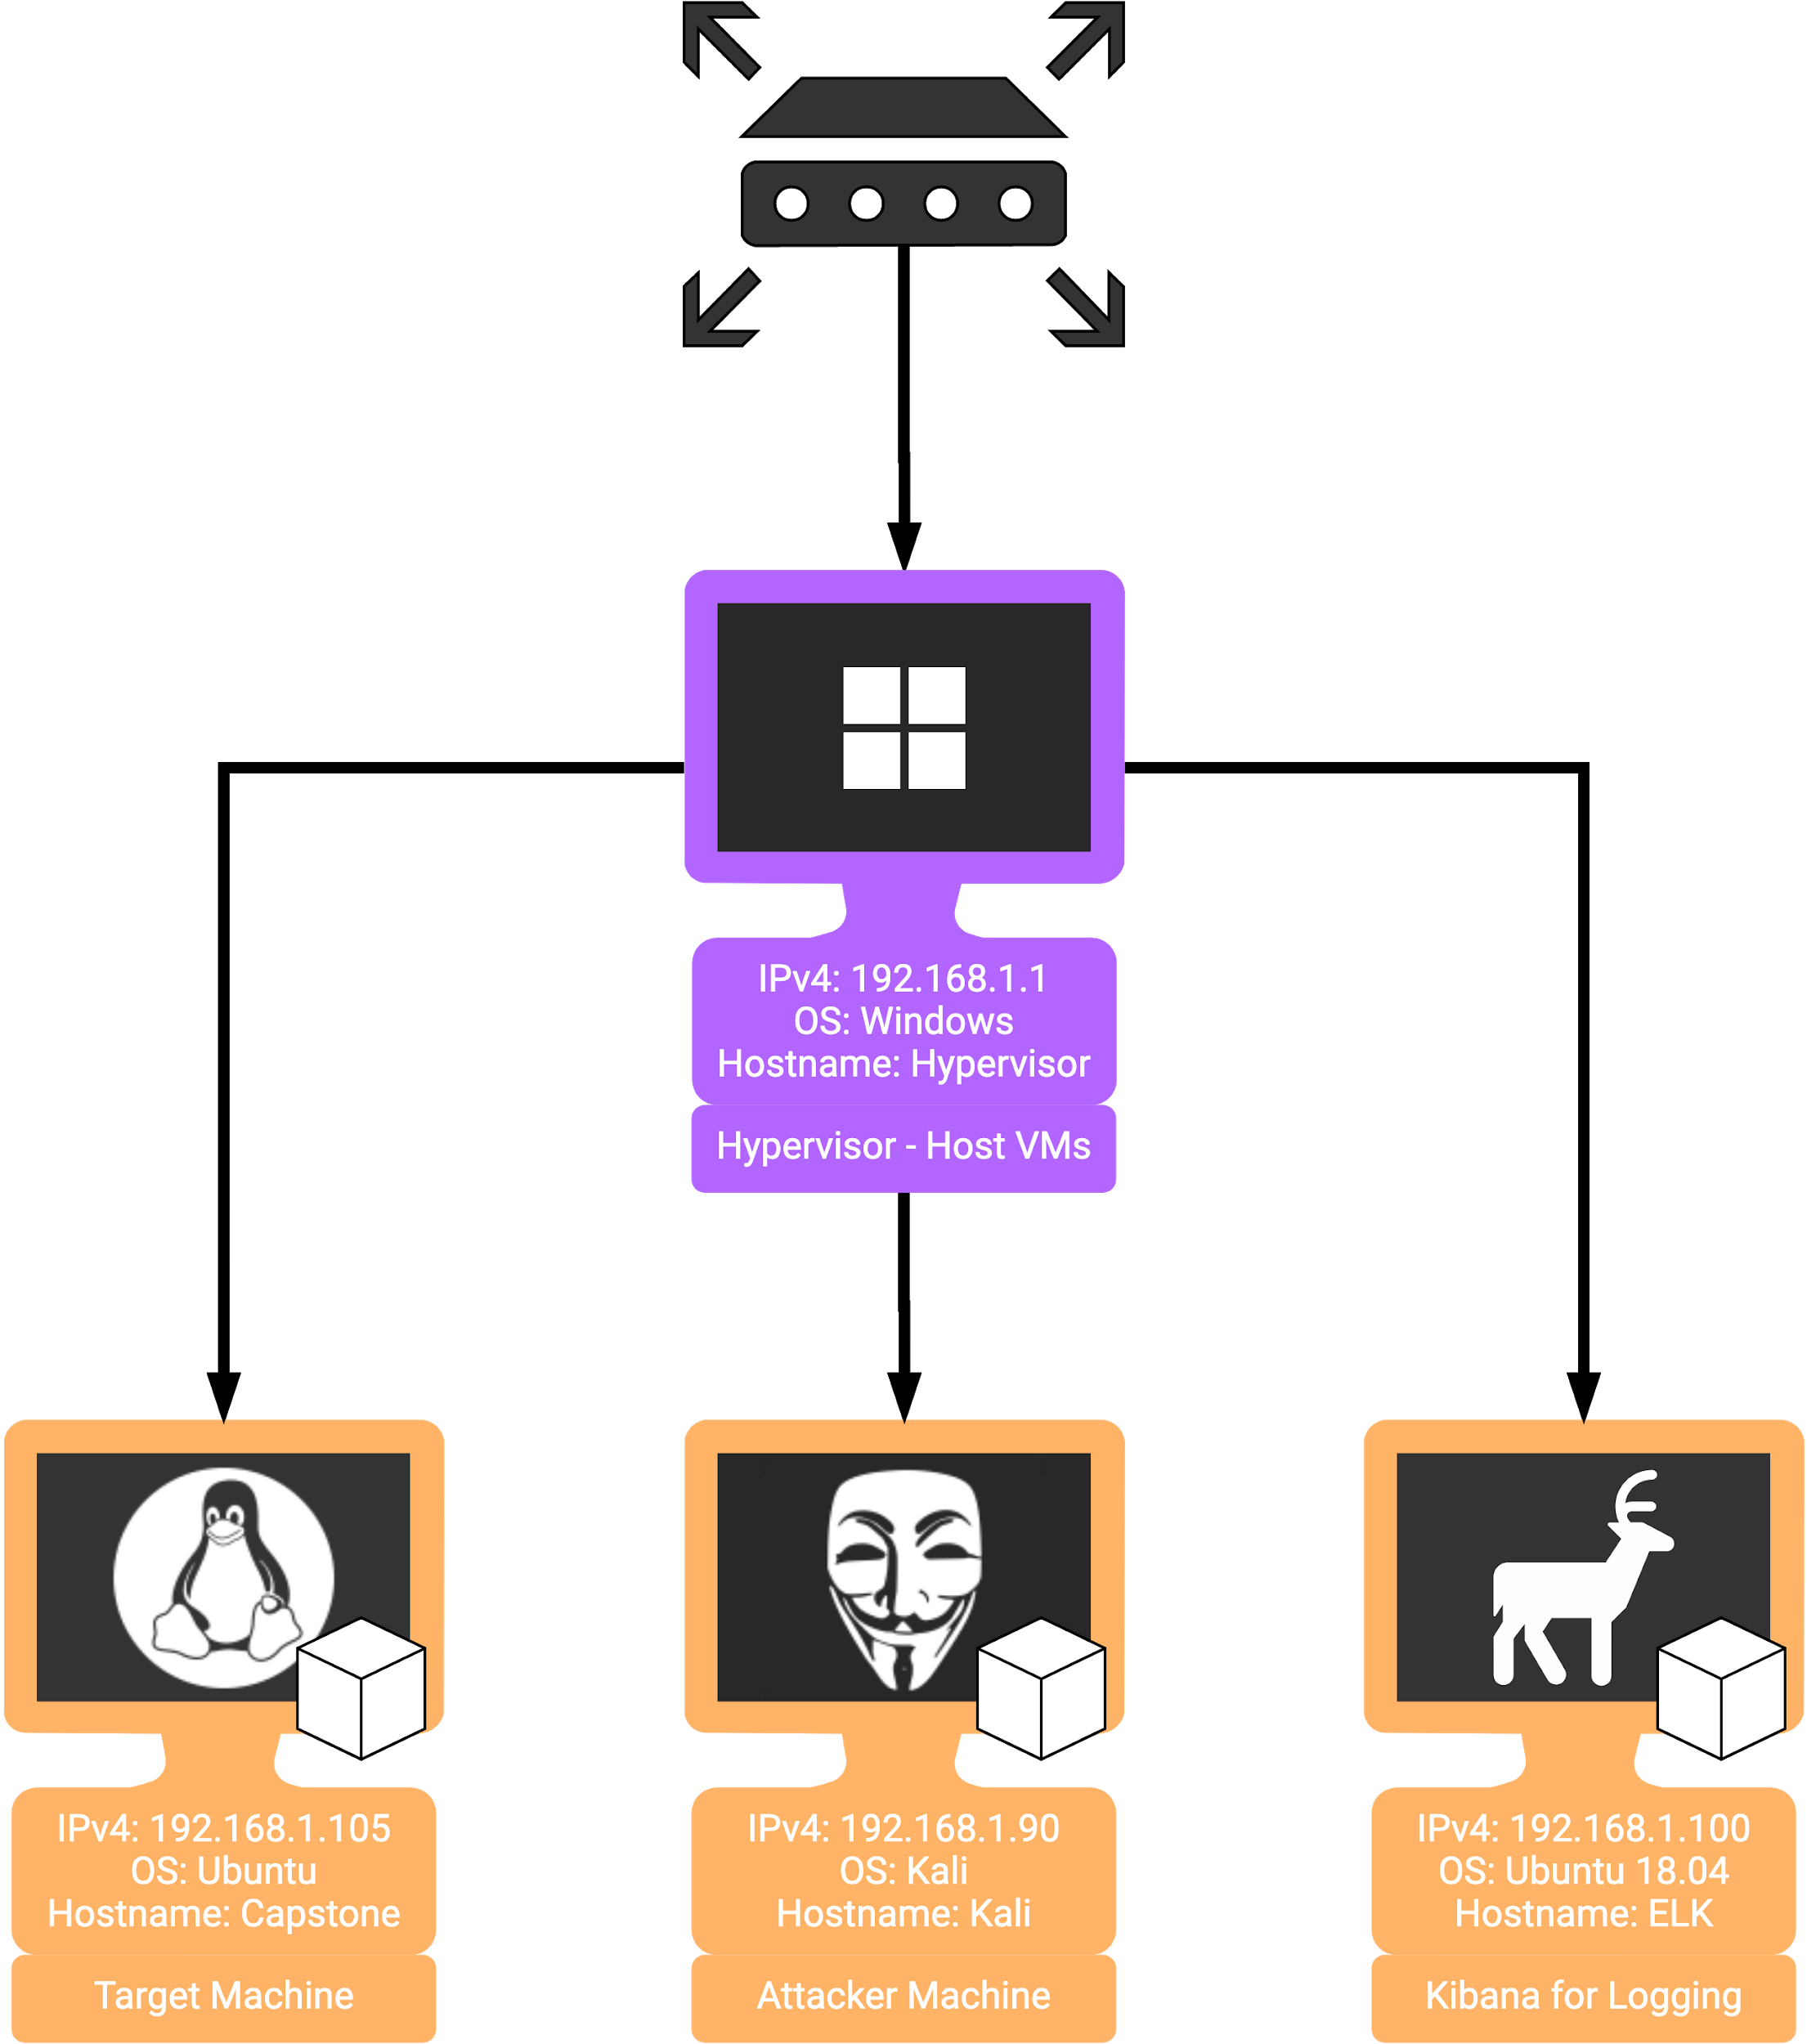 IPv4: 192.168.1.1
OS: Windows
Hostname: Hypervisor
Hypervisor - Host VMs
IPv4: 192.168.1.105
OS: Ubuntu
Hostname: Capstone
Target Machine
IPv4: 192.168.1.90
OS: Kali
Hostname: Kali
Attacker Machine
IPv4: 192.168.1.100
OS: Ubuntu 18.04
Hostname: ELK
Kibana for Logging